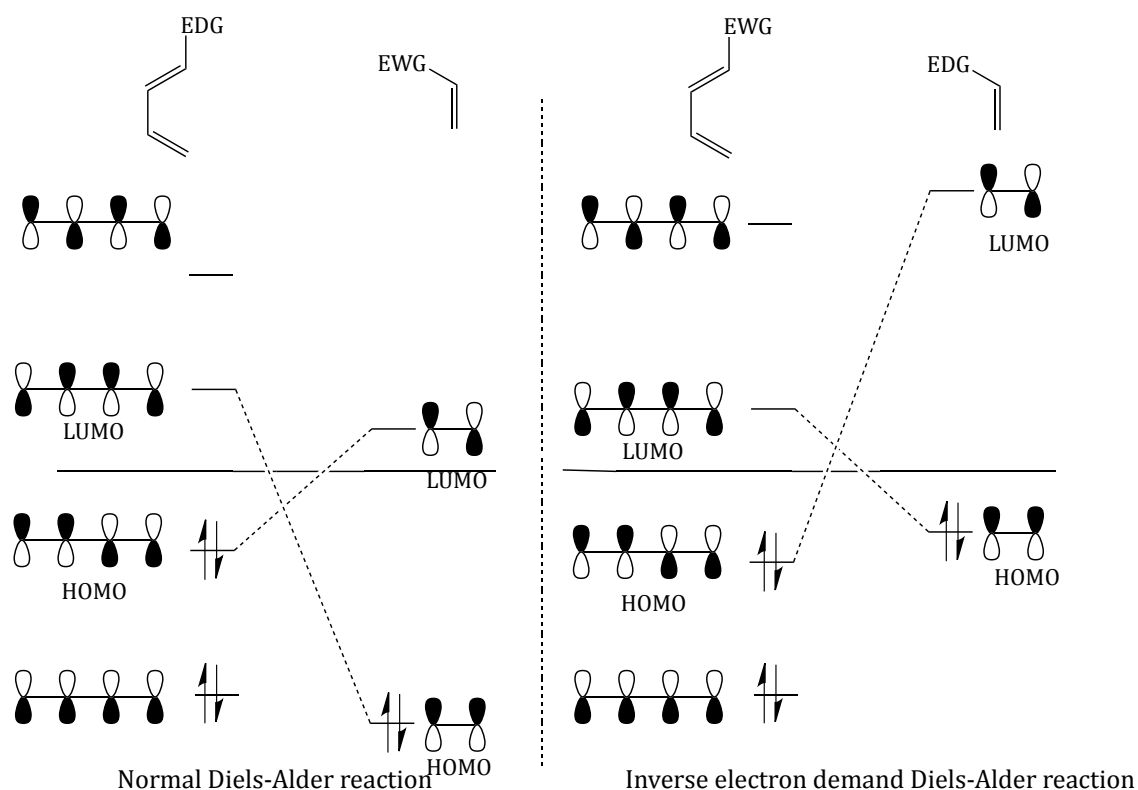 EDG
EWG
LUMO
LUMO
HOMO
HOMO
Normal Diels-Alder reaction
EWG
EDG
LUMO
LUMO
HOMO
HOMO
Inverse electron demand Diels-Alder reaction